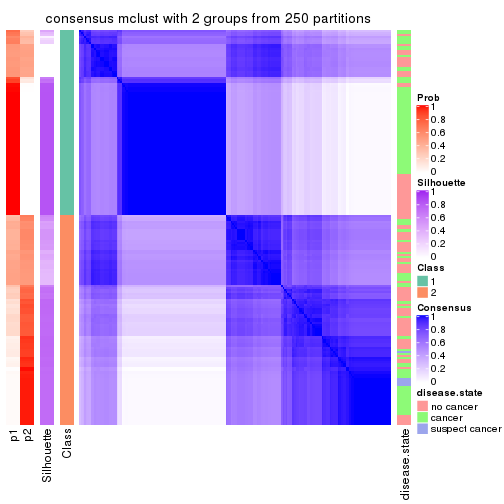 consensus mclust with 2 groups from 250 partitions
Prob
1
0.8
0.6
0.4
0.2
0
Silhouette
1
0.8
0.6
0.4
0.2
0
Class
1
2
Consensus
1
0.8
0.6
0.4
0.2
0
disease.state
no cancer
cancer
suspect cancer
p1
p2
Silhouette
Class
disease.state